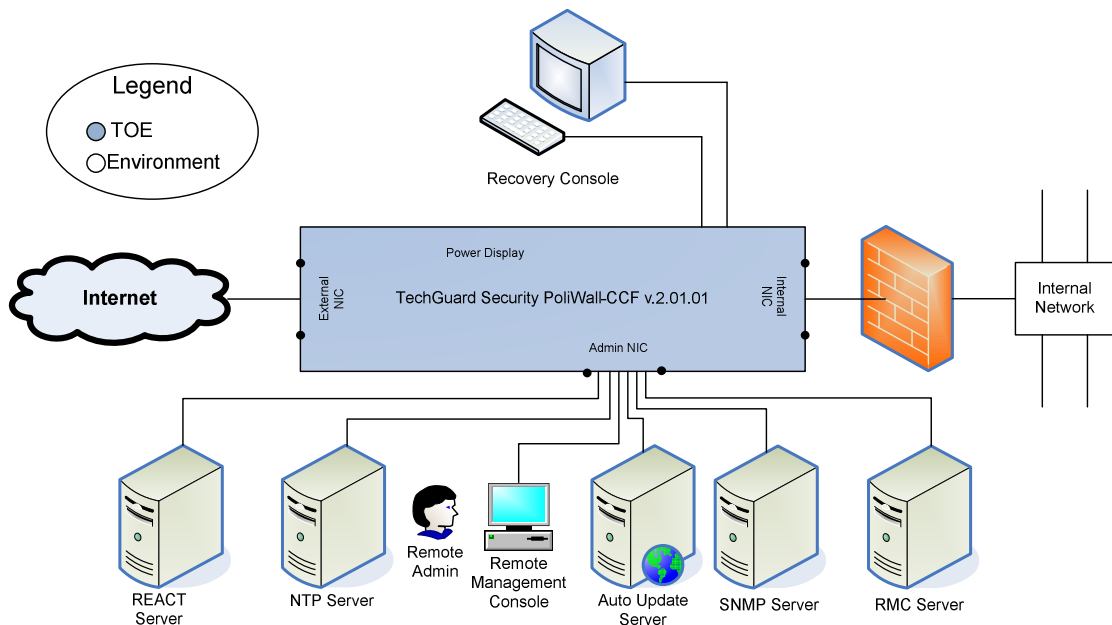 Legend
TOE
Environment
Recovery Console
Power Display
Internet
External
NIC
TechGuard Security PoliWall-CCF v.2.01.01
Internal
NIC
Internal
Network
Admin NIC
REACT
Server
NTP Server
Remote
Admin
Remote
Management
Console
Auto Update
Server
SNMP Server
RMC Server